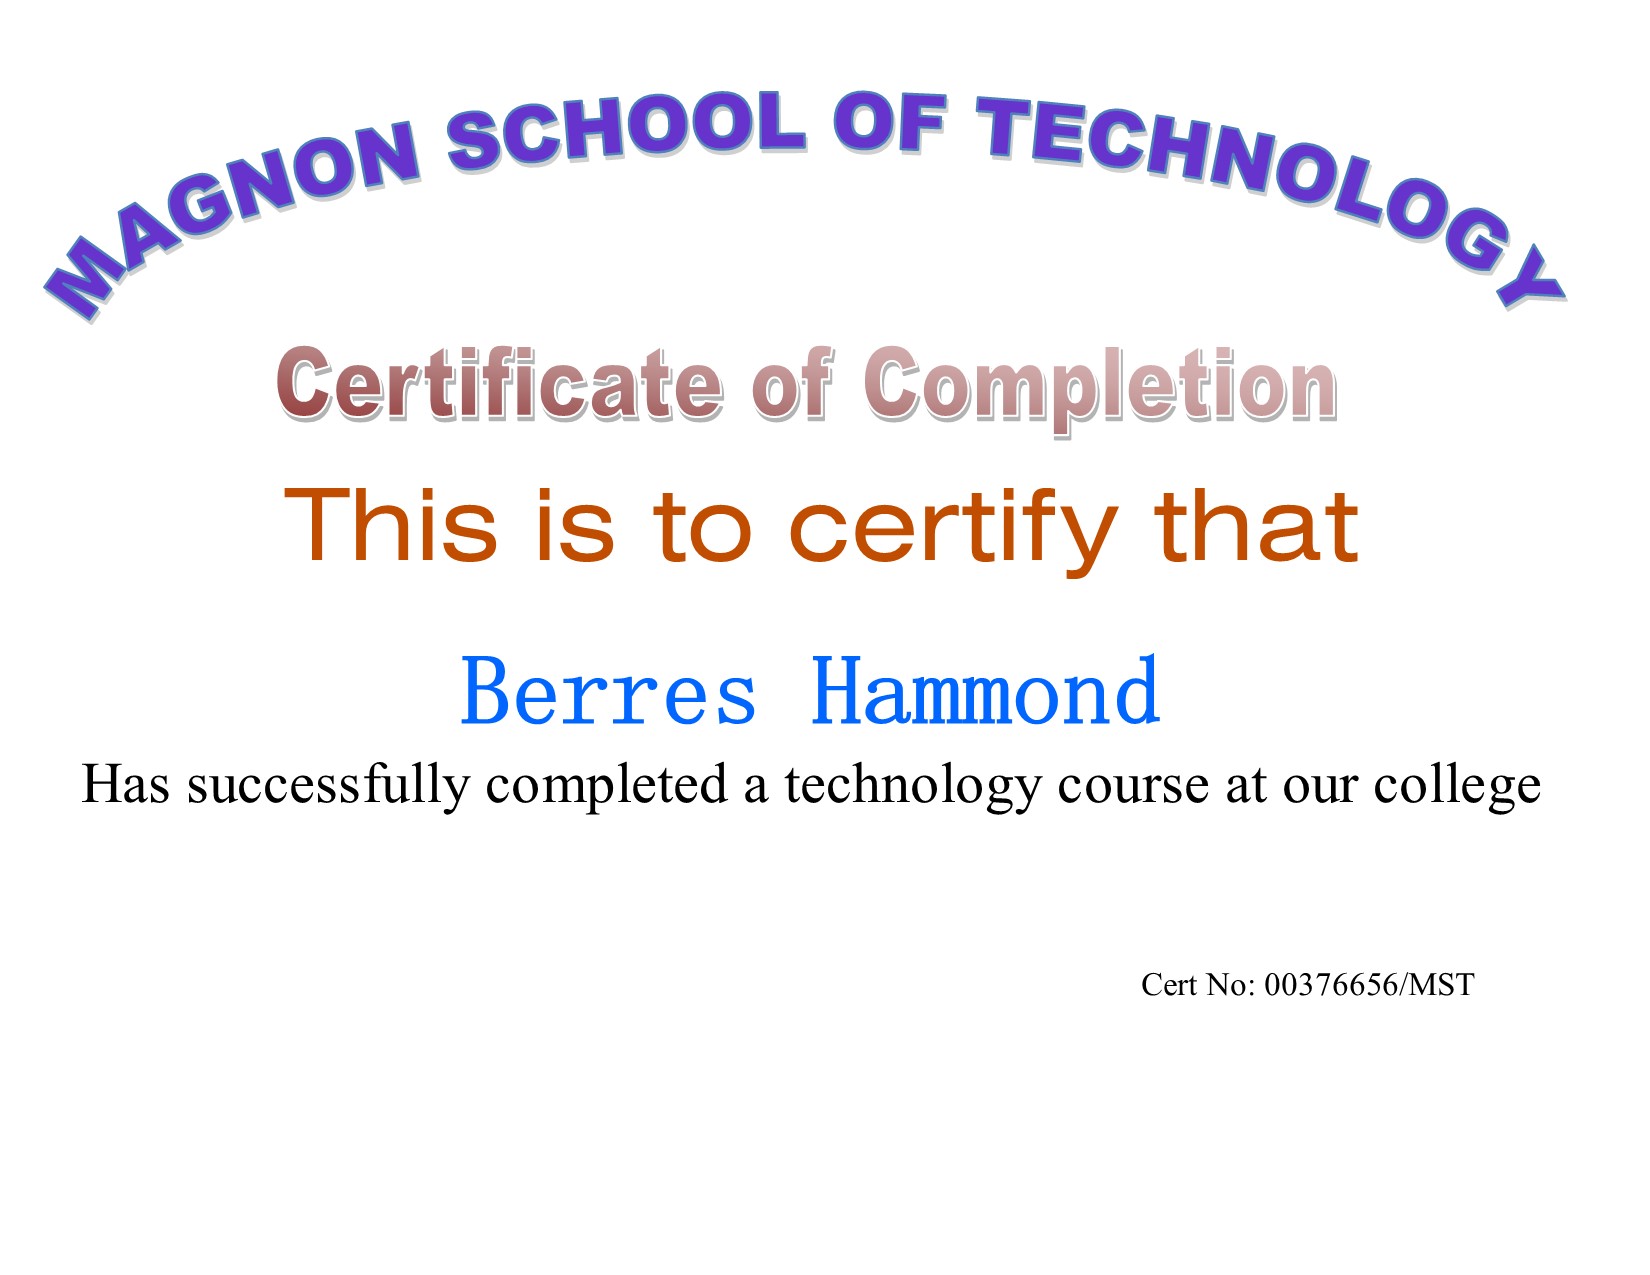 MAGNON SCHOOL OF TECHNOLOGY
Certificate of Completion
This is to certify that
Berres Hammond
Has successfully completed a technology course at our college
Cert No: 00376656/MST